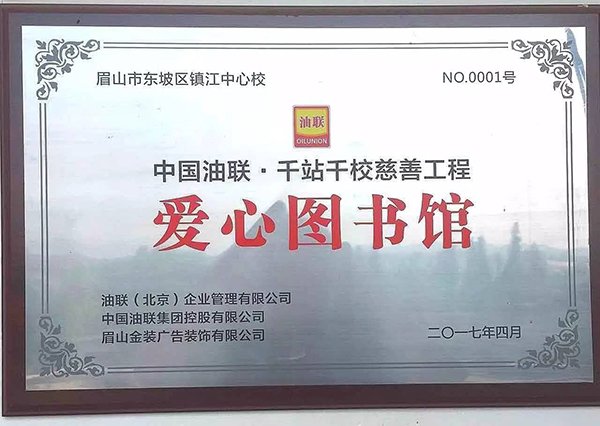 眉山市东坡区镇江中心校 NO.0001号
油联
OILUNION
中国油联·千站千校慈善工程
爱心图书馆
油联（北京）企业管理有限公司
中国油联集团控股有限公司
眉山金装广告装饰有限公司 二〇一七年四月